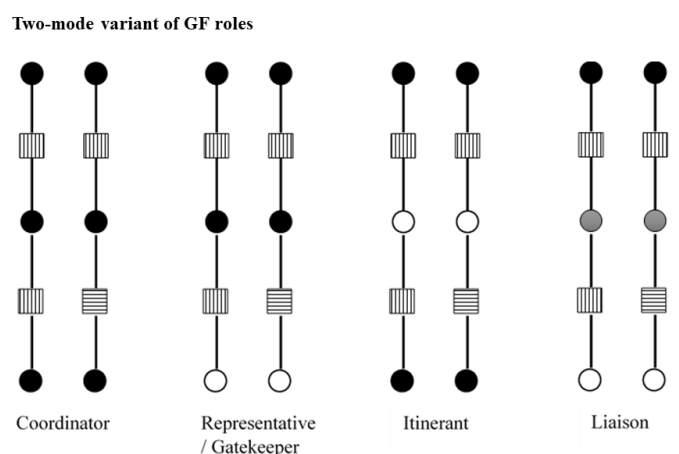 Two-mode variant of GF roles
Coordinator
Representative
/ Gatekeeper
Itinerant
Liaison